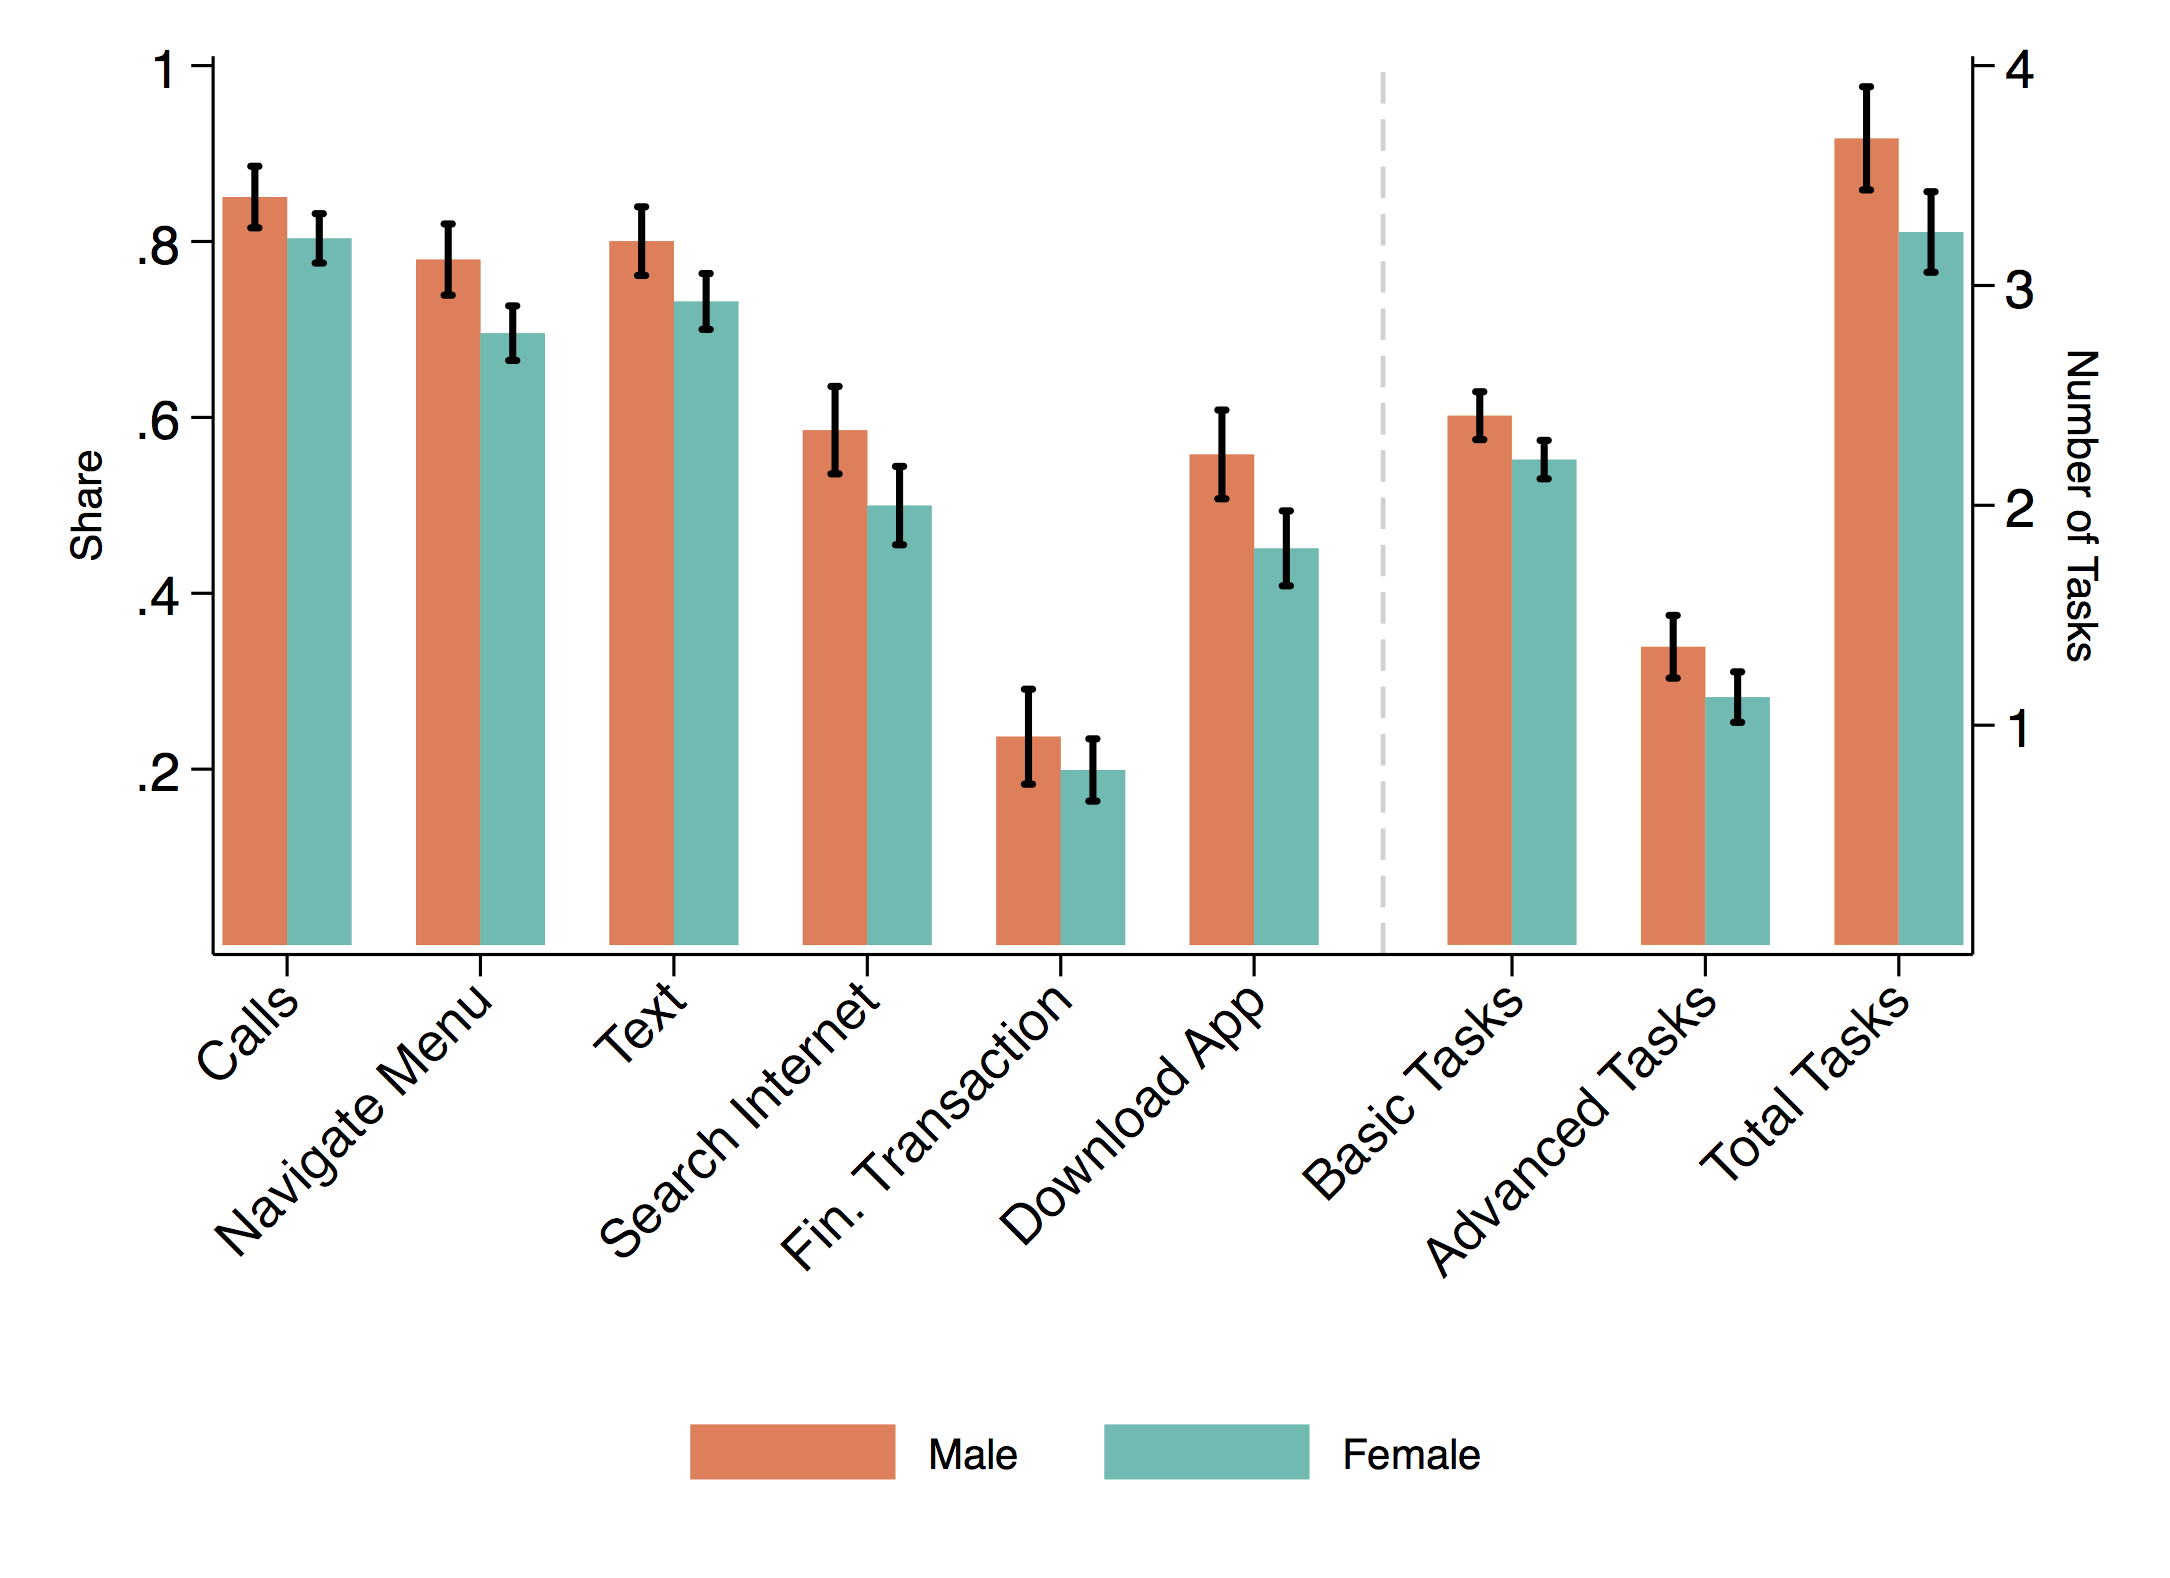 1
.8
.6
.4
.2
Share
4
3
2
1
Number of Tasks
Calls
Navigate Menu
Text
Search Internet
Fin. Transaction
Download App
Basic Tasks
Advanced Tasks
Total Tasks
Male
Female